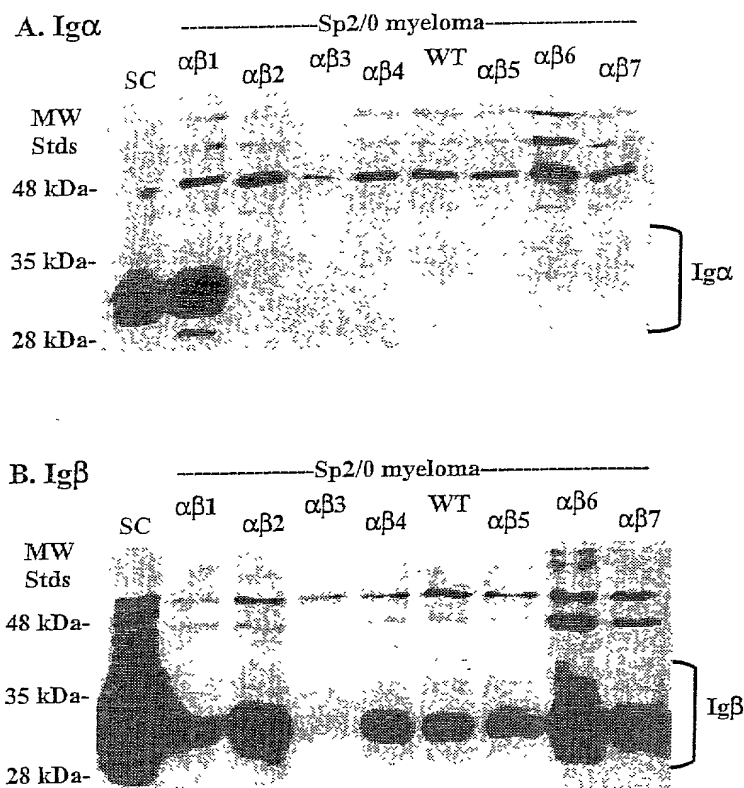 A. Igα
--------------------Sp2/0 myeloma--------------------
SC αβ1 αβ2 αβ3 αβ4 WT αβ5 αβ6 αβ7
MW
Stds
48 kDa-
35 kDa-
Igα
28 kDa-
B. Igβ
--------------------Sp2/0 myeloma--------------------
SC αβ1 αβ2 αβ3 αβ4 WT αβ5 αβ6 αβ7
MW
Stds
48 kDa-
35 kDa-
Igβ
28 kDa-